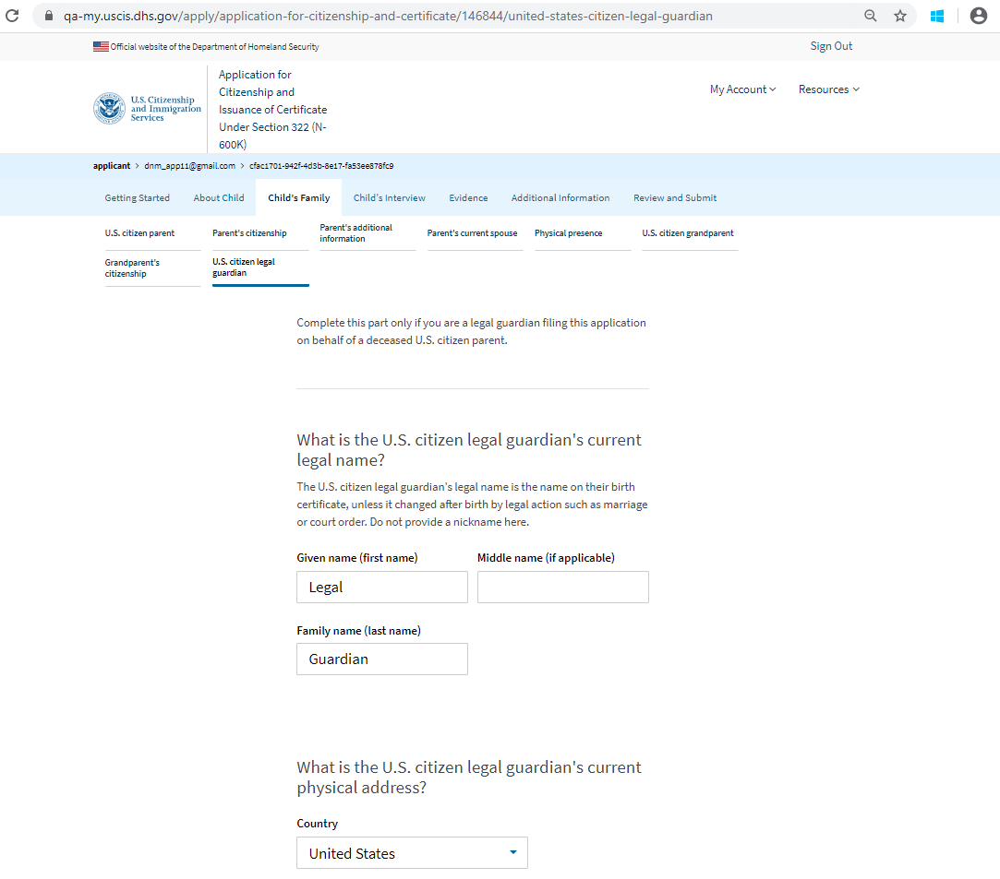 qa-my.uscis.dhs.gov/apply/application-for-citizenship-and-certificate/146844/united-states-citizen-legal-guardian
Official website of the Department of Homeland Security
Sign Out
U.S. Citizenship
and Immigration
Services
Application for
Citizenship and
Issuance of Certificate
Under Section 322 (N-
600K)
My Account
Resources
applicant > dnm_app11@gmail.com > cfac1701-942f-4d3b-8e17-fa53ee878fc9
Getting Started About Child Child's Family Child's Interview Evidence Additional Information Review and Submit
U.S. citizen parent
Parent's citizenship
Parent's additional
information
Parent's current spouse
Physical presence
U.S. citizen grandparent
Grandparent's
citizenship
U.S. citizen legal
guardian
Complete this part only if you are a legal guardian filing this application
on behalf of a deceased U.S. citizen parent.
What is the U.S. citizen legal guardian's current
legal name?
The U.S. citizen legal guardian's legal name is the name on their birth
certificate, unless it changed after birth by legal action such as marriage
or court order. Do not provide a nickname here.
Given name (first name)
Middle name (if applicable)
Legal
Family name (last name)
Guardian
What is the U.S. citizen legal guardian's current
physical address?
Country
United States